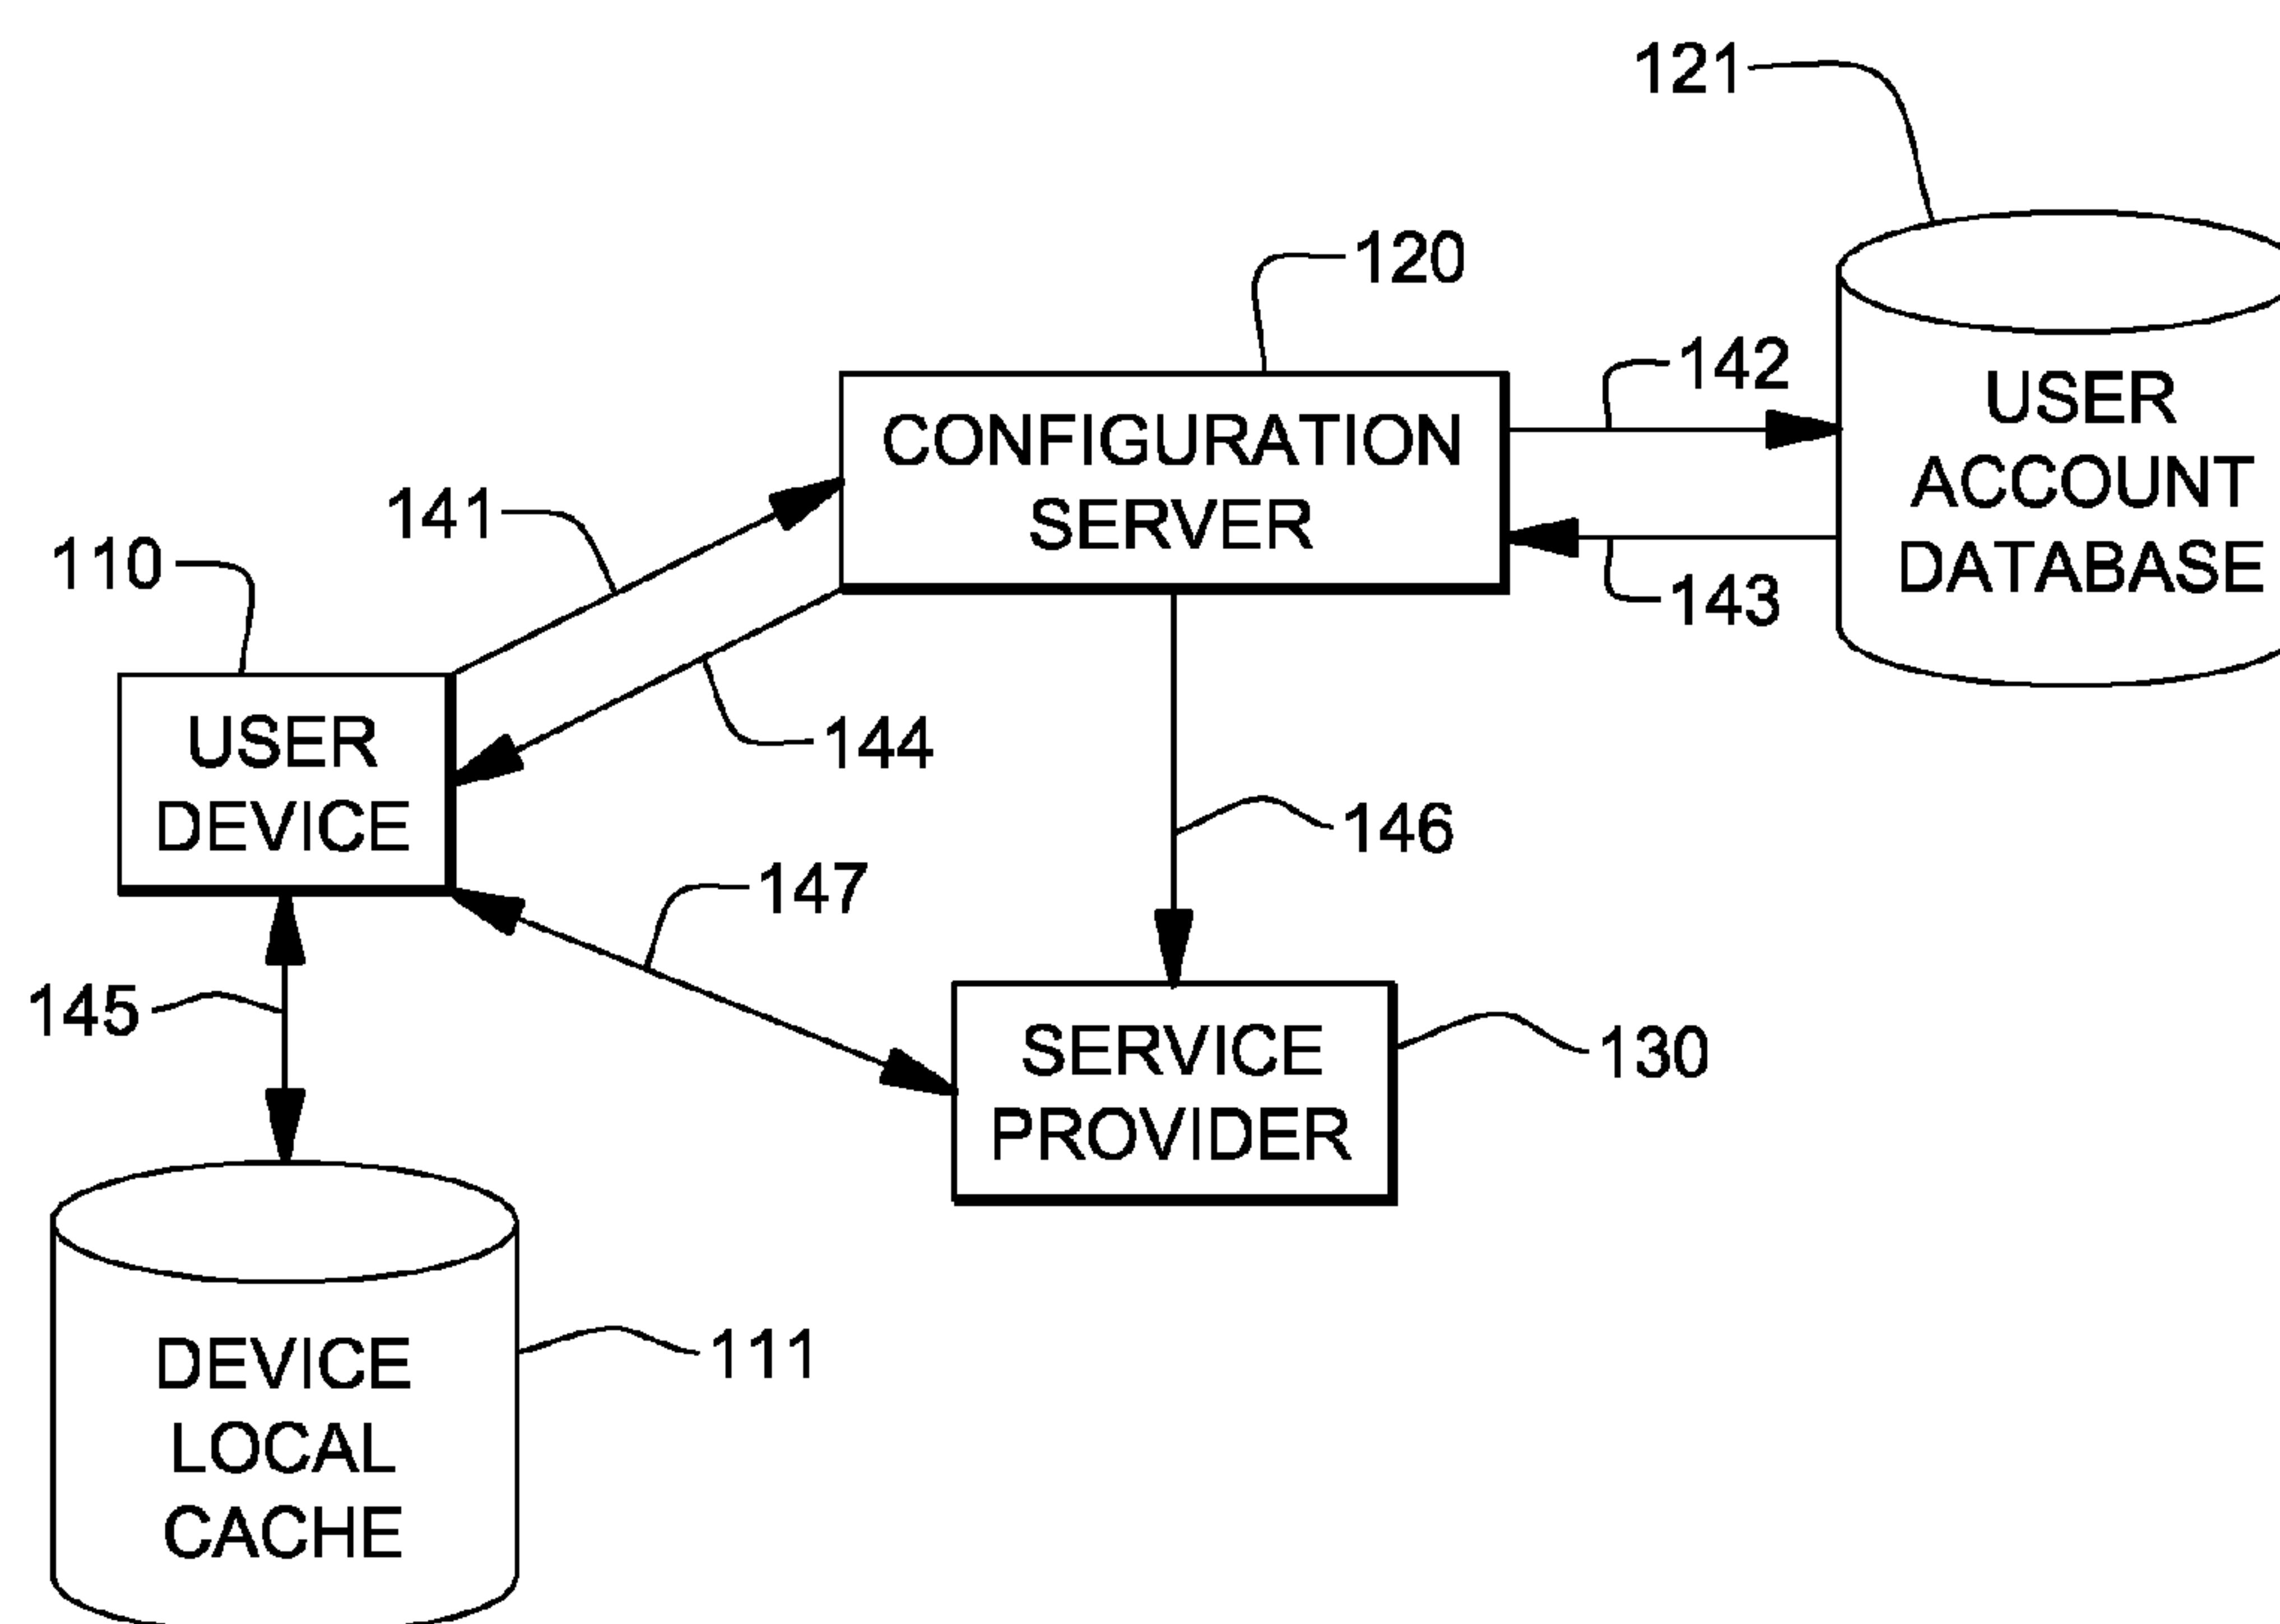 121
120
142
USER
ACCOUNT
DATABASE
CONFIGURATION
SERVER
143
141
110
144
USER
DEVICE
146
147
145
SERVICE
PROVIDER
130
111
DEVICE
LOCAL
CACHE